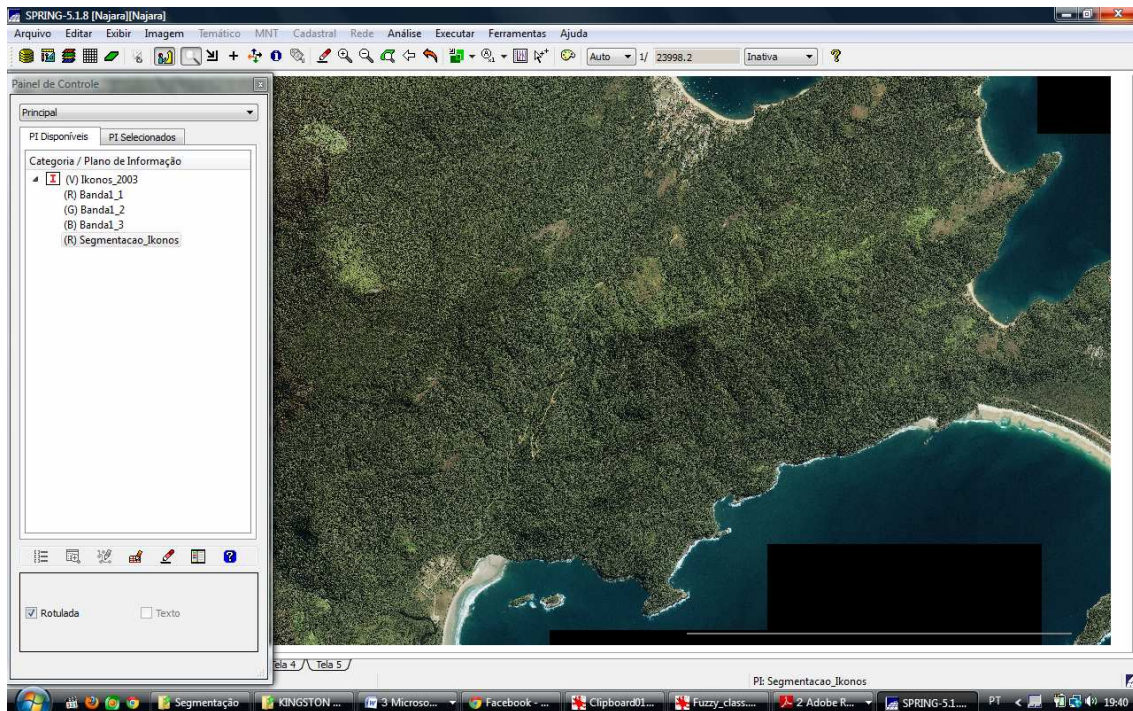 SPRING-5.1.8 [Najara][Najara]
Arquivo Editar Exibir Imagem Temático MNT Cadastral Rede Análise Executar Ferramentas Ajuda
Auto 1/ 23998.2 Inativa
Painel de Controle
Principal
PI Disponíveis PI Selecionados
Categoria / Plano de Informação
(V) Ikonos_2003
(R) Banda1_1
(G) Banda1_2
(B) Banda1_3
(R) Segmentacao_Ikonos
Rotulada Texto
Tela 4 Tela 5
PI: Segmentacao_Ikonos
Segmentação KINGSTON ... 3 Microso... Facebook - ... Clipboard01... Fuzzy_class.... 2 Adobe R... SPRING-5.1.... PT 19:40